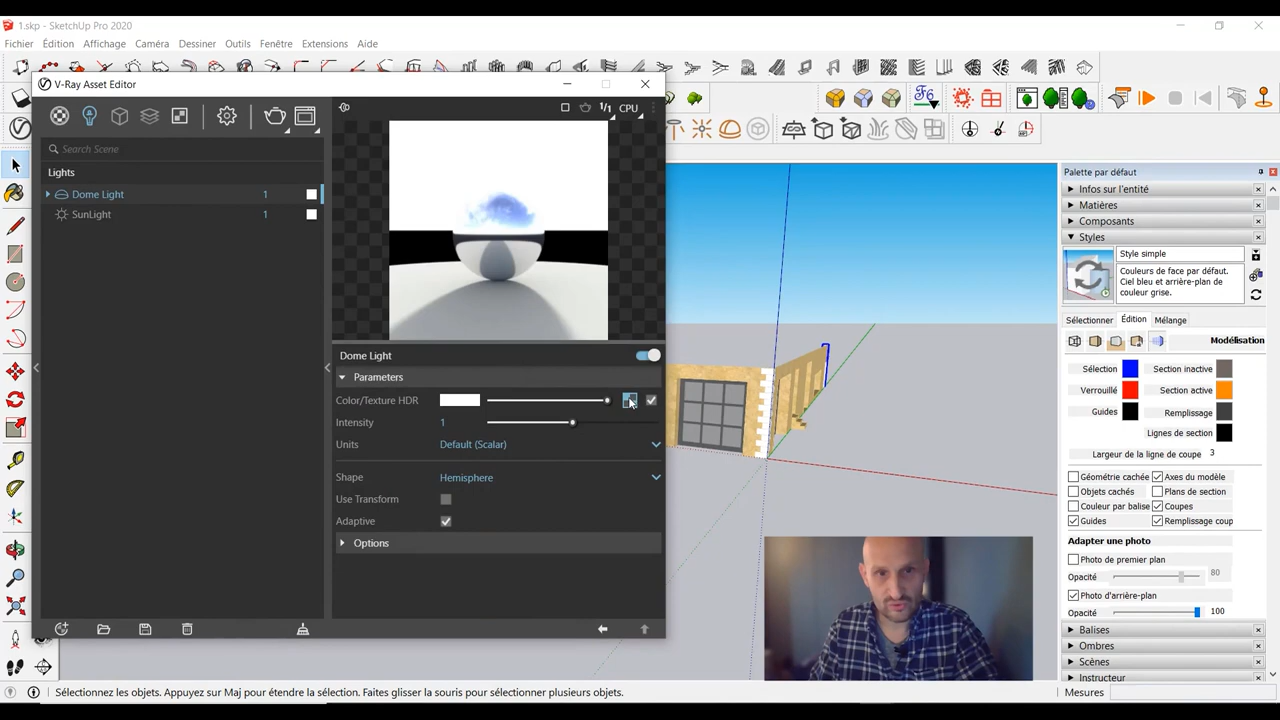 1.skp - SketchUp Pro 2020
Fichier Édition Affichage Caméra Dessiner Outils Fenêtre Extensions Aide
V-Ray Asset Editor
1/1 CPU
Search Scene
Lights
Dome Light 1
SunLight 1
Dome Light
Parameters
Color/Texture HDR
Intensity 1
Units Default (Scalar)
Shape Hemisphere
Use Transform
Adaptive
Options
Palette par défaut
Infos sur l'entité
Matières
Composants
Styles
Style simple
Couleurs de face par défaut.
Ciel bleu et arrière-plan de
couleur grise.
Sélectionner Édition Mélange
Modélisation
Sélection Section inactive
Verrouillé Section active
Guides Remplissage
Lignes de section
Largeur de la ligne de coupe 3
Géométrie cachée Axes du modèle
Objets cachés Plans de section
Couleur par balise Coupes
Guides Remplissage coup
Adapter une photo
Photo de premier plan
Opacité 80
Photo d'arrière-plan
Opacité 100
Balises
Ombres
Scènes
Instructeur
Sélectionnez les objets. Appuyez sur Maj pour étendre la sélection. Faites glisser la souris pour sélectionner plusieurs objets.
Mesures